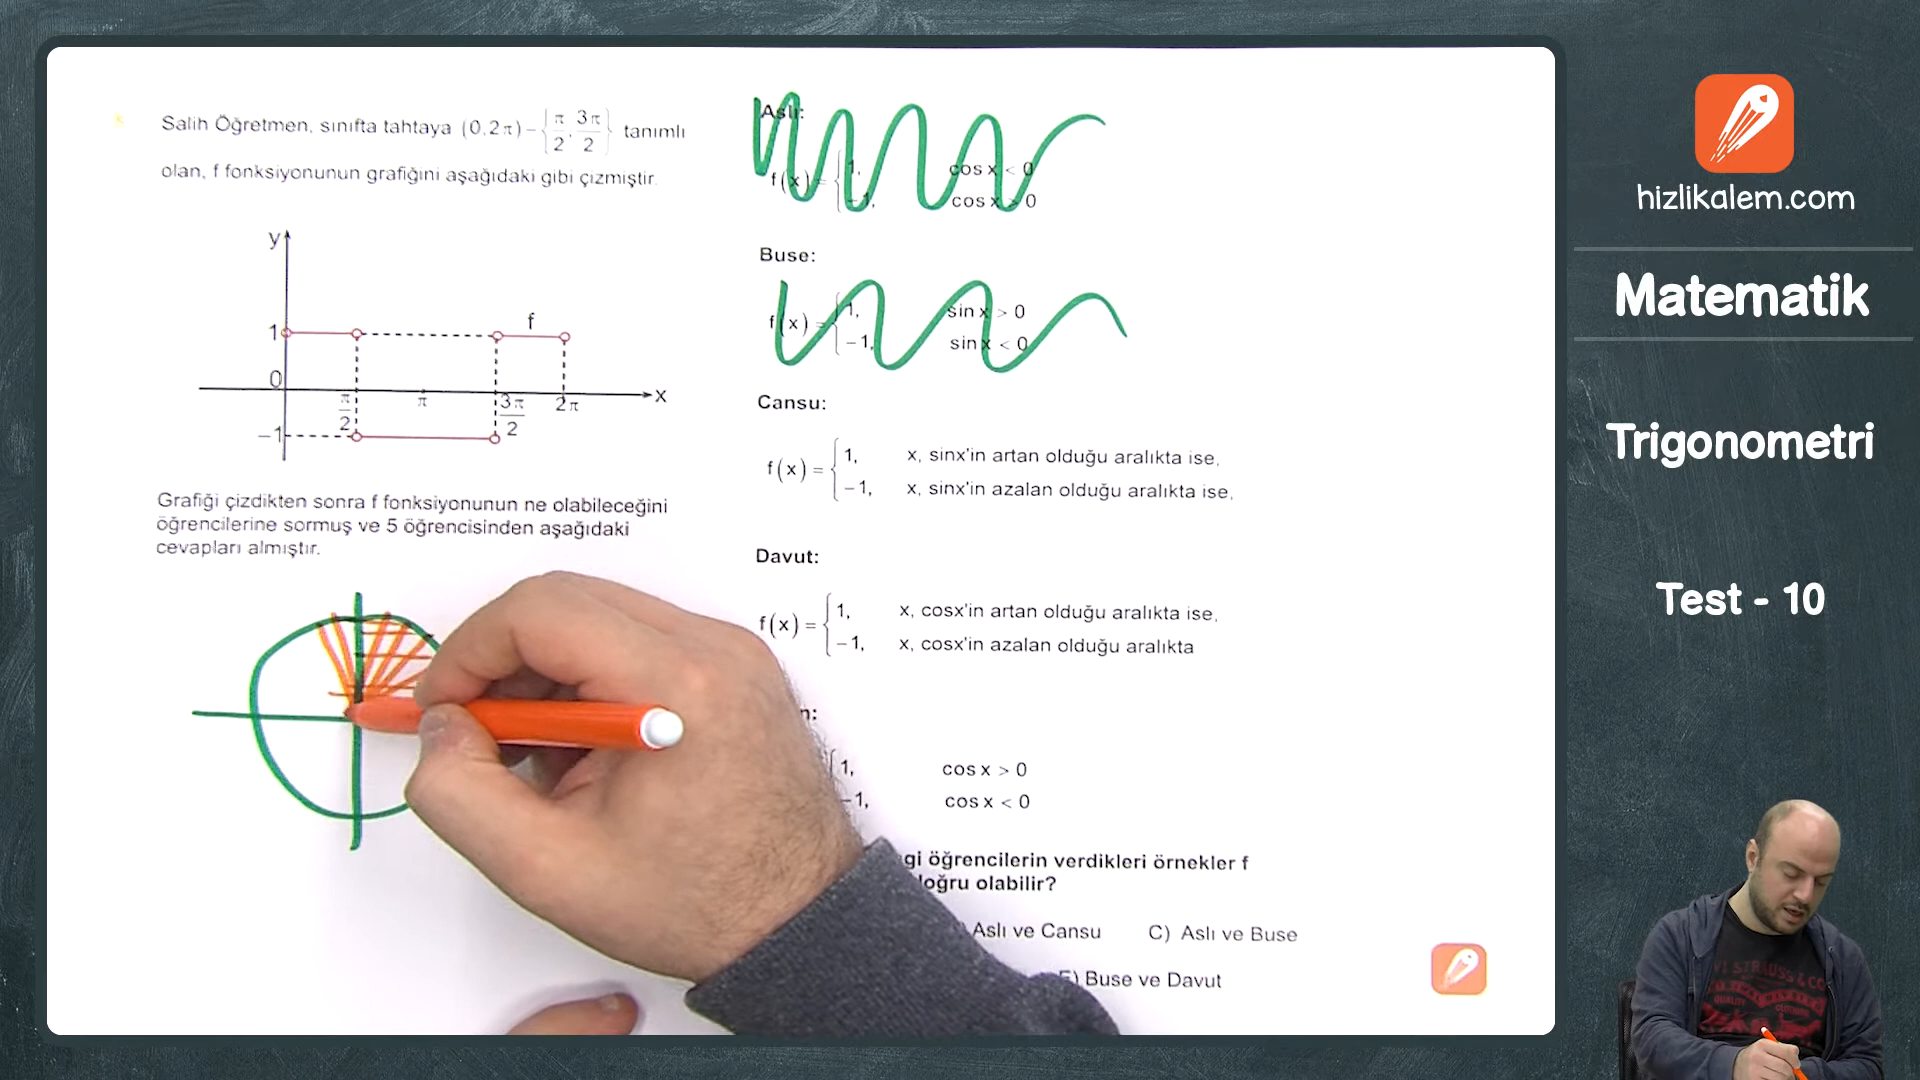 Salih Öğretmen, sınıfta tahtaya (0,2π) - {π/2, 3π/2} tanımlı
olan, f fonksiyonunun grafiğini aşağıdaki gibi çizmiştir.
y
1
f
0
π/2
π
3π/2
2π
x
-1
Grafiği çizdikten sonra f fonksiyonunun ne olabileceğini
öğrencilerine sormuş ve 5 öğrencisinden aşağıdaki
cevapları almıştır.
Aslı:
f(x) = { 1, cos x < 0
-1, cos x > 0
Buse:
f(x) = { 1, sin x > 0
-1, sin x < 0
Cansu:
f(x) = { 1, x, sinx'in artan olduğu aralıkta ise,
-1, x, sinx'in azalan olduğu aralıkta ise,
Davut:
f(x) = { 1, x, cosx'in artan olduğu aralıkta ise,
-1, x, cosx'in azalan olduğu aralıkta
n:
1, cos x > 0
-1, cos x < 0
gi öğrencilerin verdikleri örnekler f
doğru olabilir?
) Aslı ve Cansu C) Aslı ve Buse
E) Buse ve Davut
hizlikalem.com
Matematik
Trigonometri
Test - 10